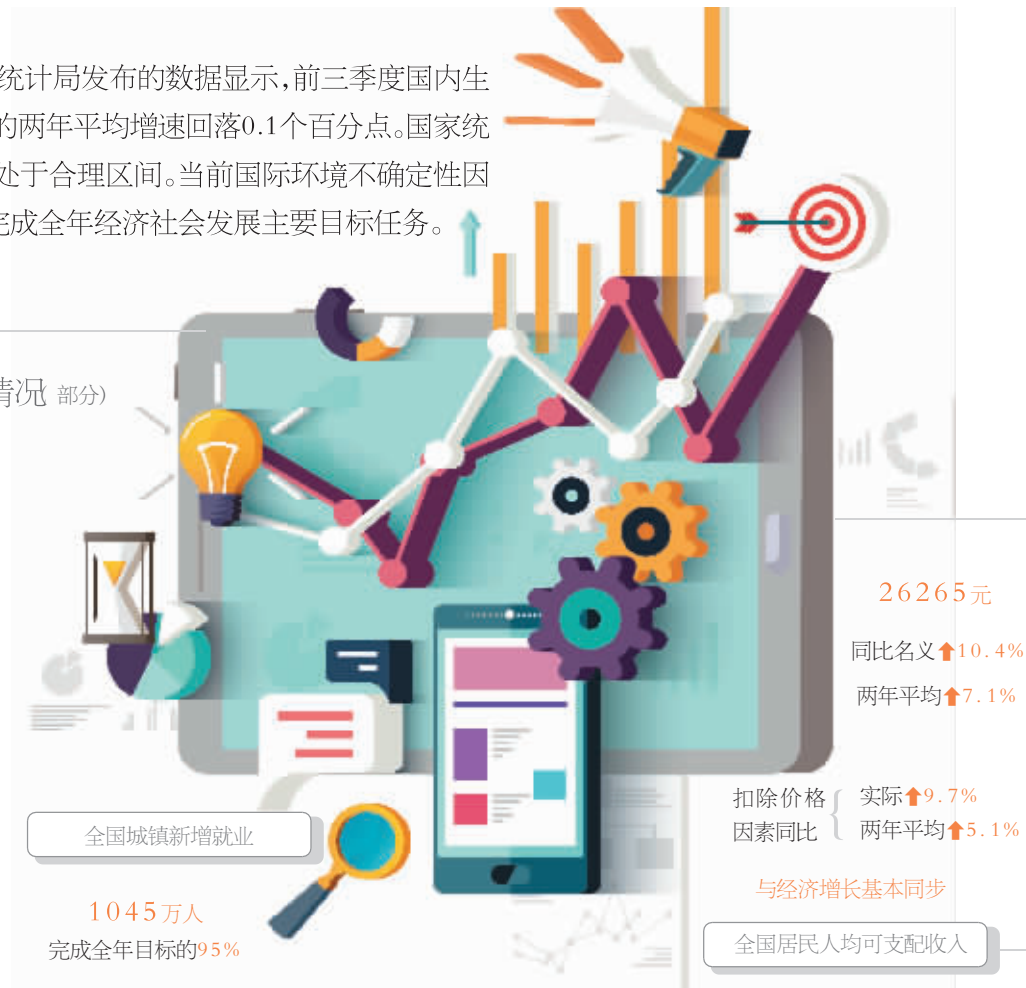 统计局发布的数据显示,前三季度国内生
的两年平均增速回落0.1个百分点。国家统
处于合理区间。当前国际环境不确定性因
完成全年经济社会发展主要目标任务。
情况(部分)
26265元
同比名义10.4%
两年平均7.1%
扣除价格
因素同比
实际9.7%
两年平均5.1%
与经济增长基本同步
全国居民人均可支配收入
全国城镇新增就业
1045万人
完成全年目标的95%